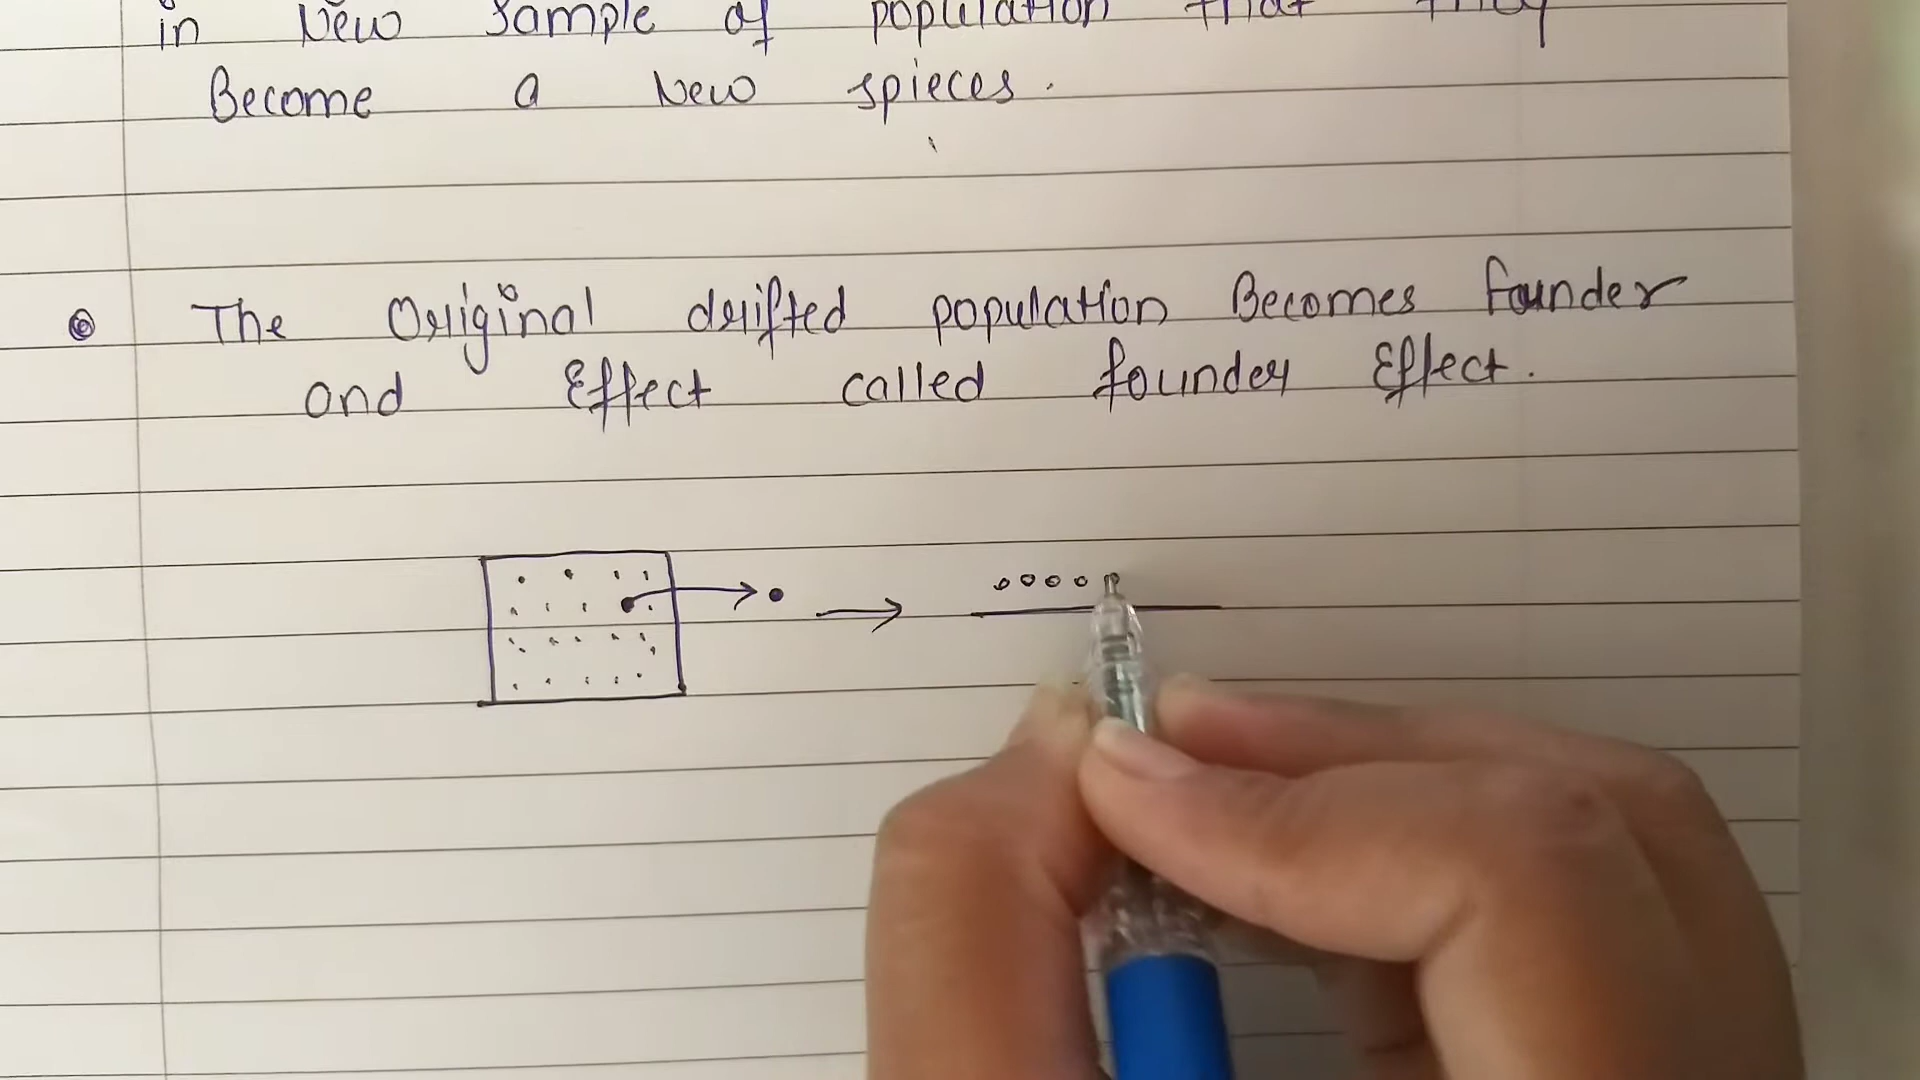 in New sample of population that they
Become a New spieces.
The Original drifted population Becomes founder
and Effect called founder Effect.